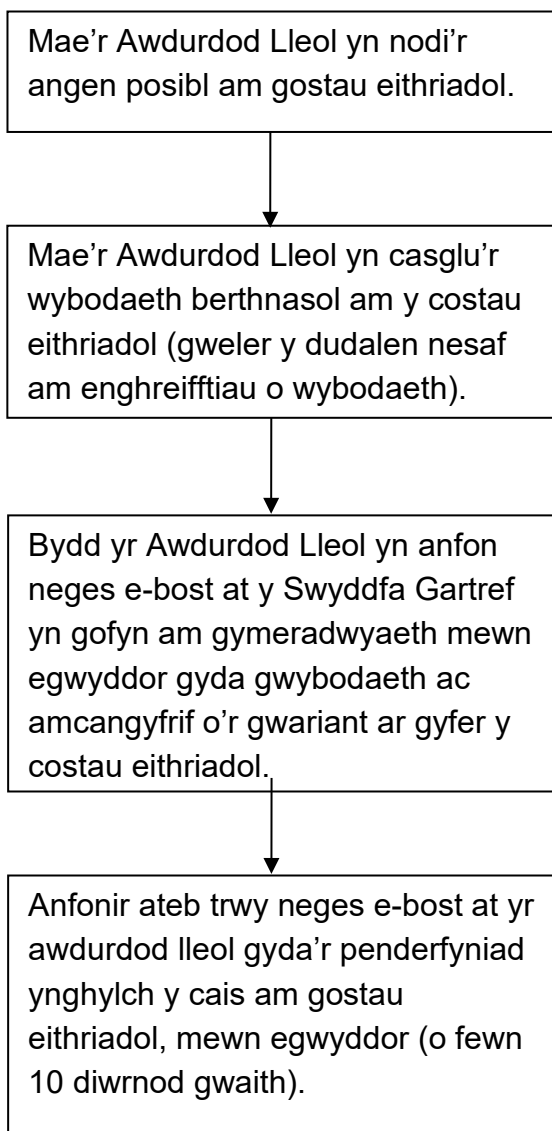 Mae'r Awdurdod Lleol yn nodi'r
angen posibl am gostau eithriadol.
Mae'r Awdurdod Lleol yn casglu'r
wybodaeth berthnasol am y costau
eithriadol (gweler y dudalen nesaf
am enghreifftiau o wybodaeth).
Bydd yr Awdurdod Lleol yn anfon
neges e-bost at y Swyddfa Gartref
yn gofyn am gymeradwyaeth mewn
egwyddor gyda gwybodaeth ac
amcangyfrif o'r gwariant ar gyfer y
costau eithriadol.
Anfonir ateb trwy neges e-bost at yr
awdurdod lleol gyda'r penderfyniad
ynghylch y cais am gostau
eithriadol, mewn egwyddor (o fewn
10 diwrnod gwaith).